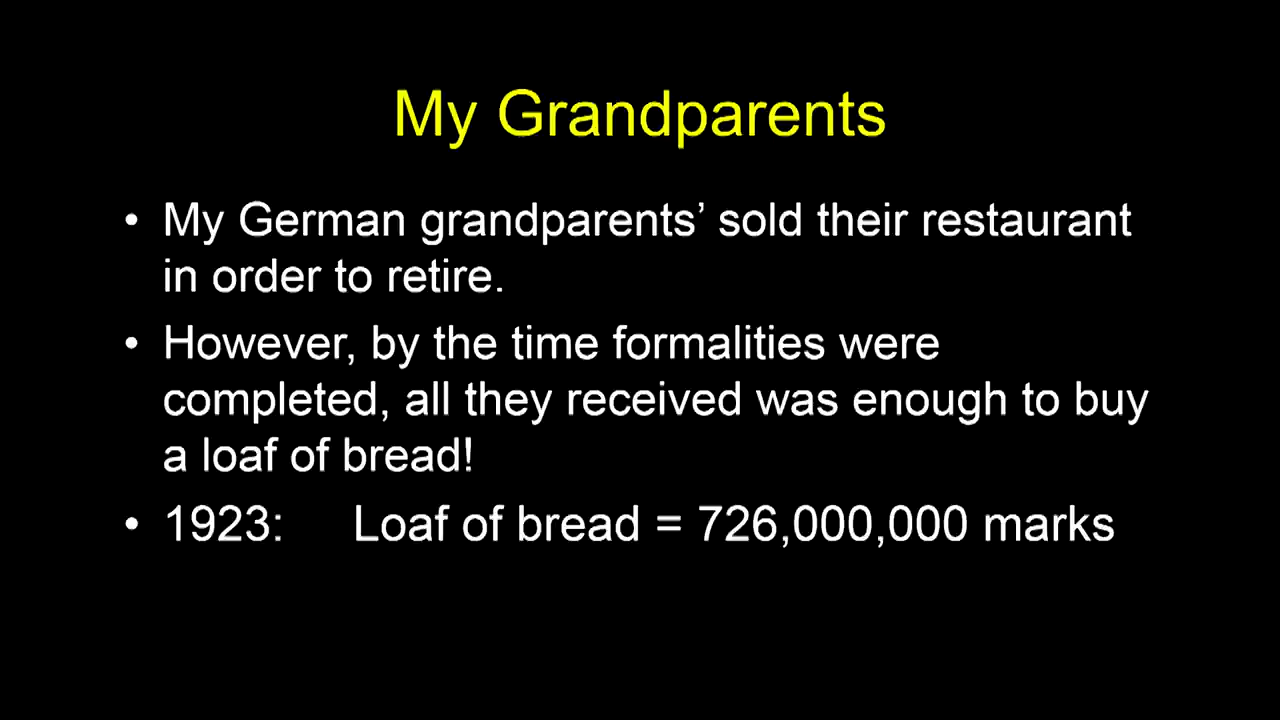 My Grandparents
• My German grandparents’ sold their restaurant
in order to retire.
• However, by the time formalities were
completed, all they received was enough to buy
a loaf of bread!
• 1923: Loaf of bread = 726,000,000 marks